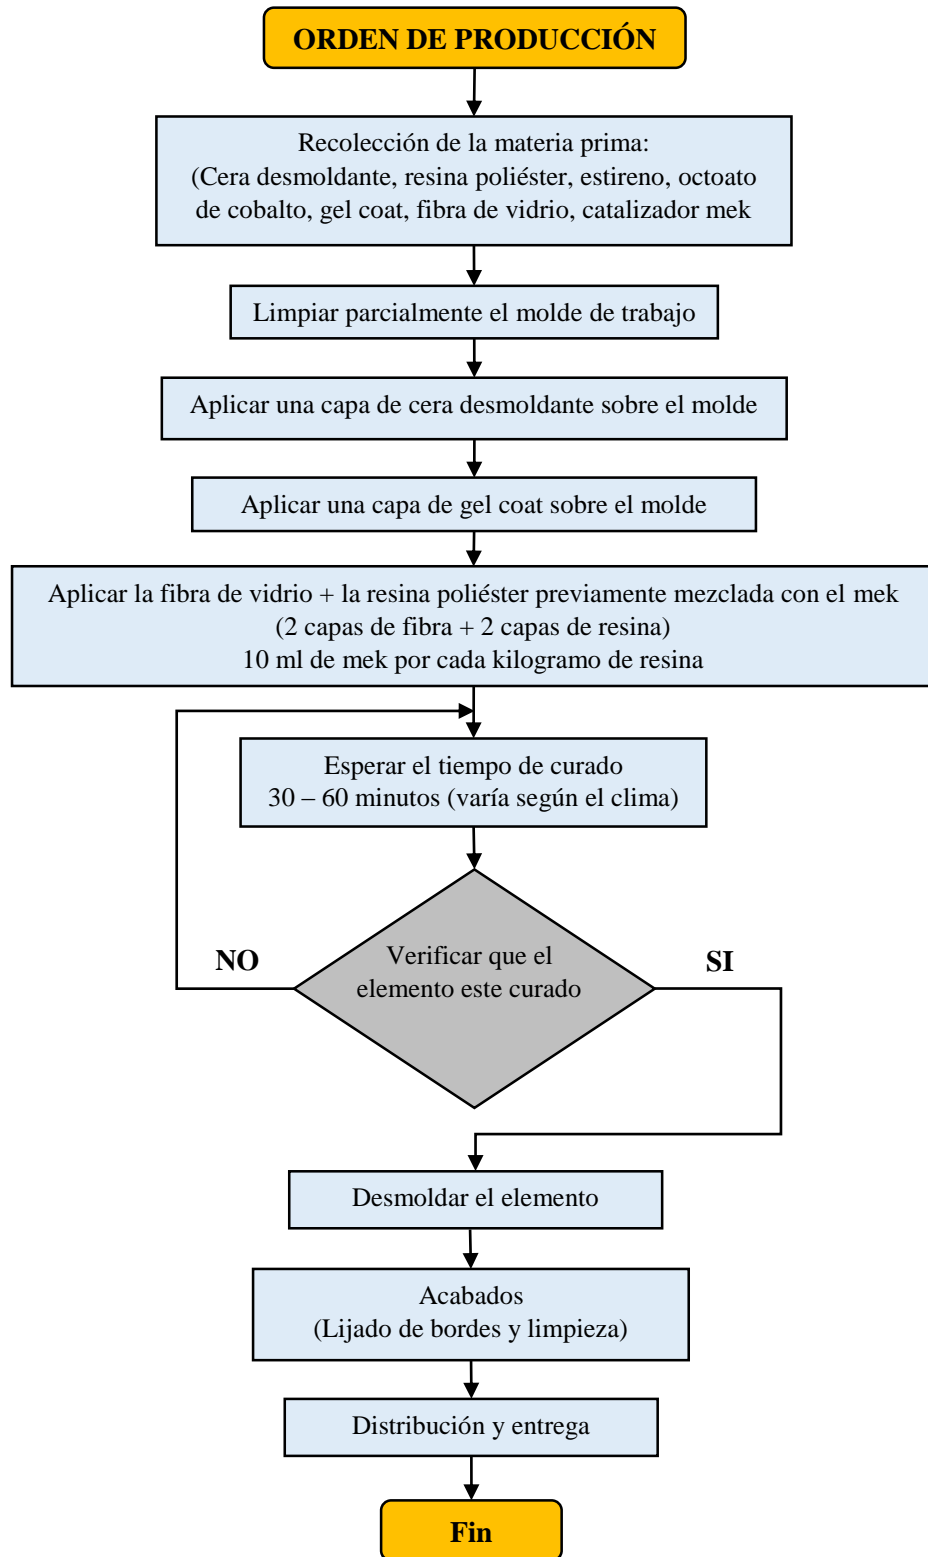 ORDEN DE PRODUCCIÓN
Recolección de la materia prima:
(Cera desmoldante, resina poliéster, estireno, octoato
de cobalto, gel coat, fibra de vidrio, catalizador mek
Limpiar parcialmente el molde de trabajo
Aplicar una capa de cera desmoldante sobre el molde
Aplicar una capa de gel coat sobre el molde
Aplicar la fibra de vidrio + la resina poliéster previamente mezclada con el mek
(2 capas de fibra + 2 capas de resina)
10 ml de mek por cada kilogramo de resina
Esperar el tiempo de curado
30 – 60 minutos (varía según el clima)
Verificar que el
elemento este curado
NO
SI
Desmoldar el elemento
Acabados
(Lijado de bordes y limpieza)
Distribución y entrega
Fin